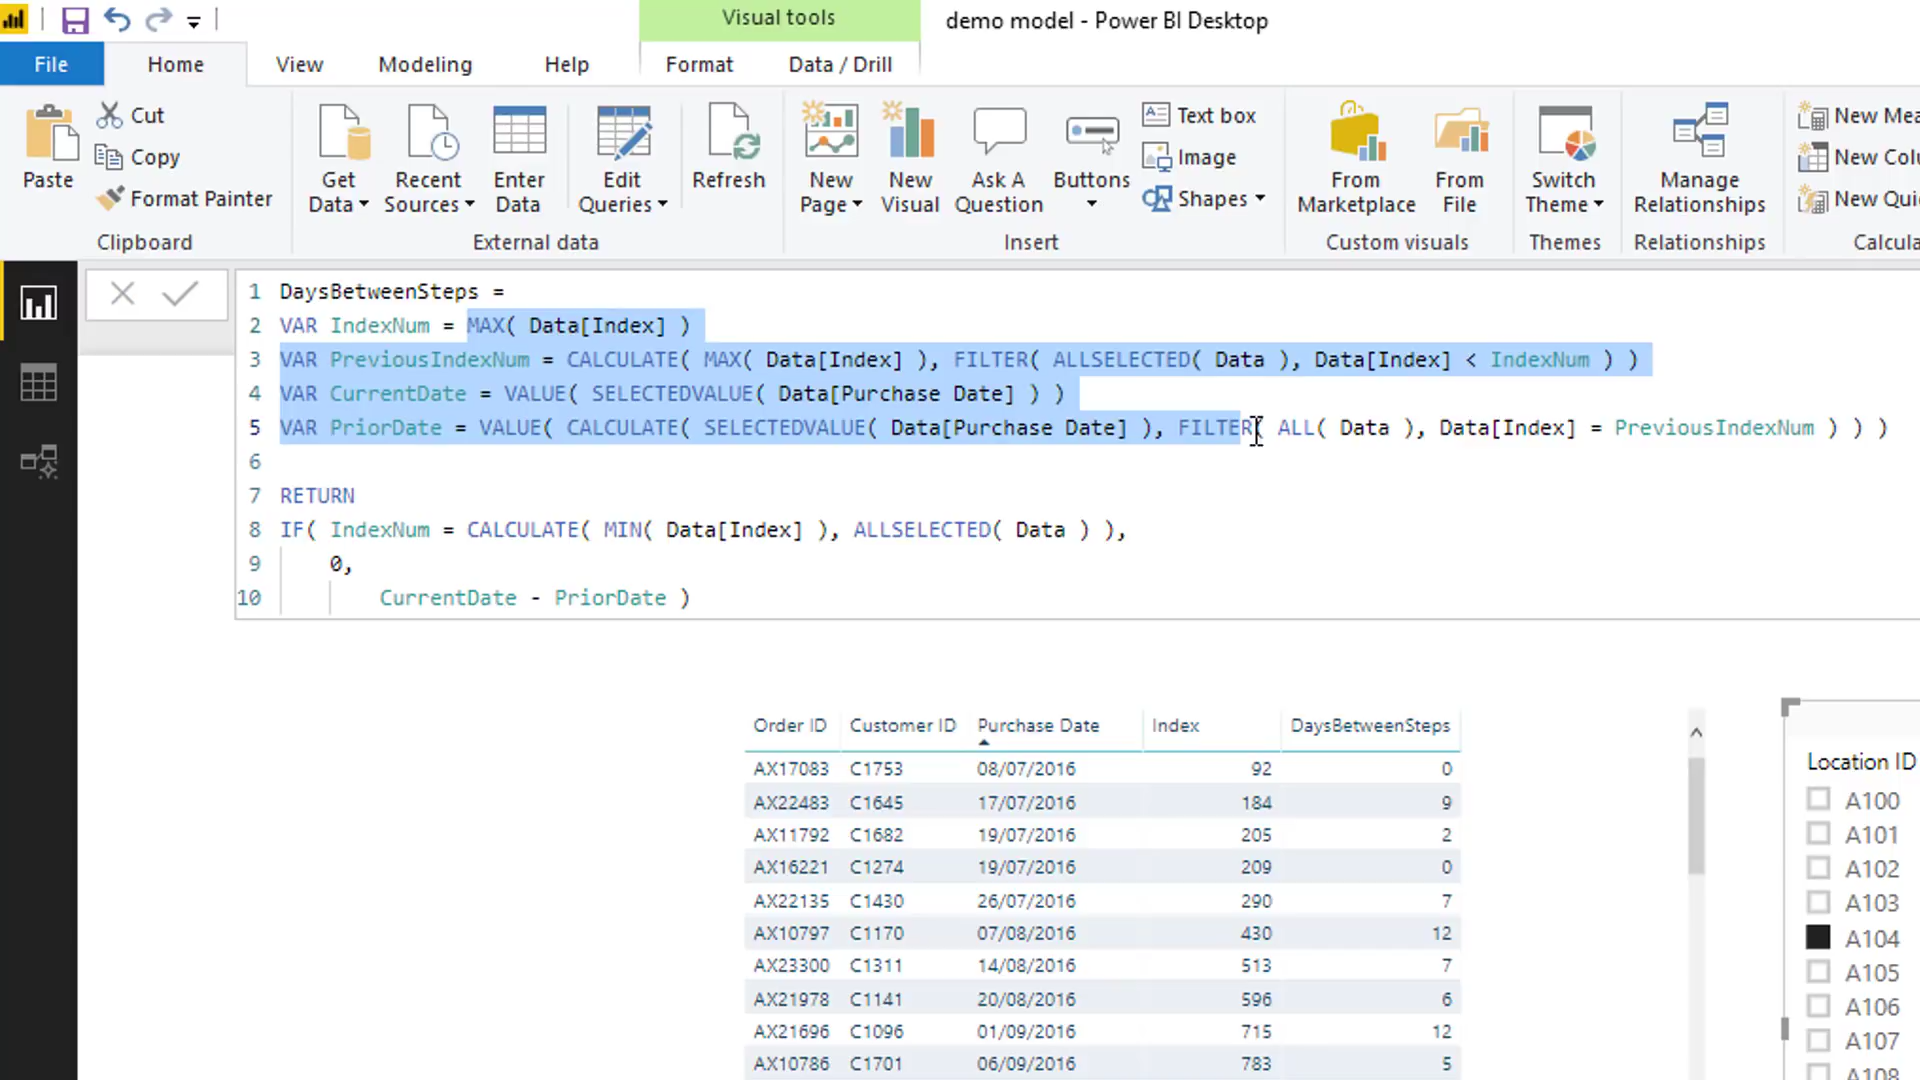 Visual tools
demo model - Power BI Desktop
File
Home
View
Modeling
Help
Format
Data / Drill
Paste
Cut
Copy
Format Painter
Clipboard
Get Data
Recent Sources
Enter Data
External data
Edit Queries
Refresh
New Page
New Visual
Ask A Question
Buttons
Text box
Image
Shapes
Insert
From Marketplace
From File
Custom visuals
Switch Theme
Themes
Manage Relationships
Relationships
New
New
New
1 DaysBetweenSteps =
2 VAR IndexNum = MAX( Data[Index] )
3 VAR PreviousIndexNum = CALCULATE( MAX( Data[Index] ), FILTER( ALLSELECTED( Data ), Data[Index] < IndexNum ) )
4 VAR CurrentDate = VALUE( SELECTEDVALUE( Data[Purchase Date] ) )
5 VAR PriorDate = VALUE( CALCULATE( SELECTEDVALUE( Data[Purchase Date] ), FILTER( ALL( Data ), Data[Index] = PreviousIndexNum ) ) )
6
7 RETURN
8 IF( IndexNum = CALCULATE( MIN( Data[Index] ), ALLSELECTED( Data ) ),
9 0,
10 CurrentDate - PriorDate )
Order ID Customer ID Purchase Date Index DaysBetweenSteps
AX17083 C1753 08/07/2016 92 0
AX22483 C1645 17/07/2016 184 9
AX11792 C1682 19/07/2016 205 2
AX16221 C1274 19/07/2016 209 0
AX22135 C1430 26/07/2016 290 7
AX10797 C1170 07/08/2016 430 12
AX23300 C1311 14/08/2016 513 7
AX21978 C1141 20/08/2016 596 6
AX21696 C1096 01/09/2016 715 12
AX10786 C1701 06/09/2016 783 5
Location ID
A100
A101
A102
A103
A104
A105
A106
A107
A108